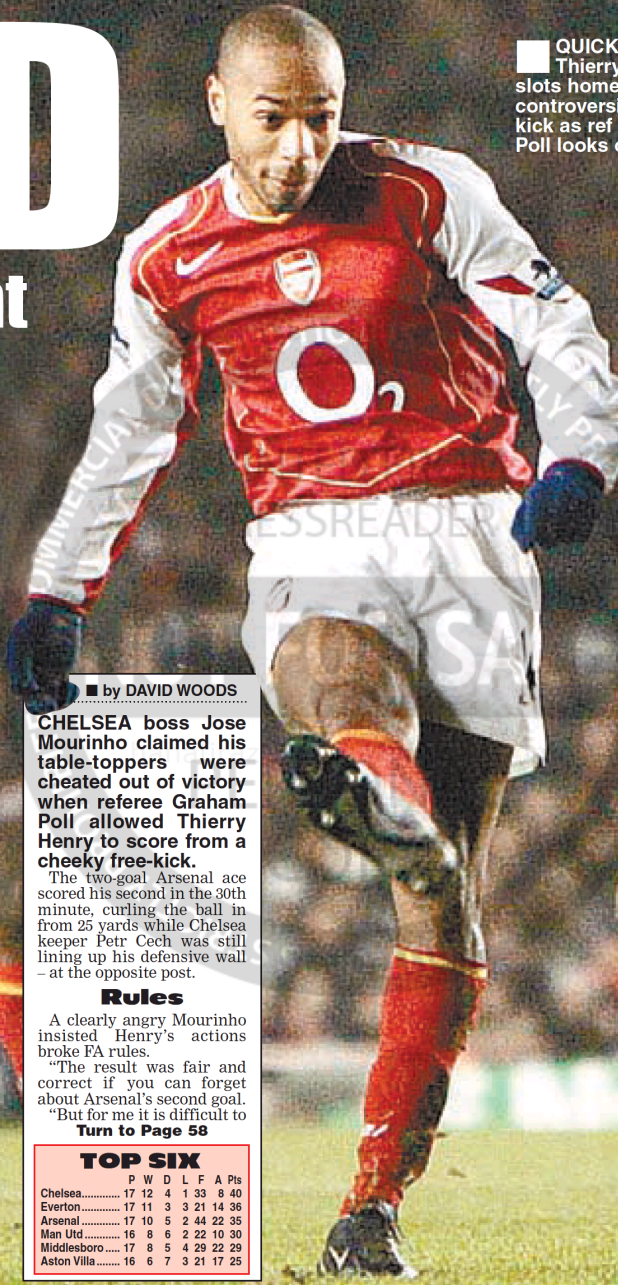 D
QUICK
Thierry
slots home
kick as ref
Poll looks
nt
O2
PRESSREADER
■ by DAVID WOODS
CHELSEA boss Jose
Mourinho claimed his
table-toppers were
cheated out of victory
when referee Graham
Poll allowed Thierry
Henry to score from a
cheeky free-kick.
The two-goal Arsenal ace
scored his second in the 30th
minute, curling the ball in
from 25 yards while Chelsea
keeper Petr Cech was still
lining up his defensive wall
– at the opposite post.
Rules
A clearly angry Mourinho
insisted Henry's actions
broke FA rules.
“The result was fair and
correct if you can forget
about Arsenal's second goal.
“But for me it is difficult to
Turn to Page 58
TOP SIX
P W D L F A Pts
Chelsea............. 17 12 4 1 33 8 40
Everton............. 17 11 3 3 21 14 36
Arsenal............. 17 10 5 2 44 22 35
Man Utd............ 16 8 6 2 22 10 30
Middlesboro..... 17 8 5 4 29 22 29
Aston Villa........ 16 6 7 3 21 17 25